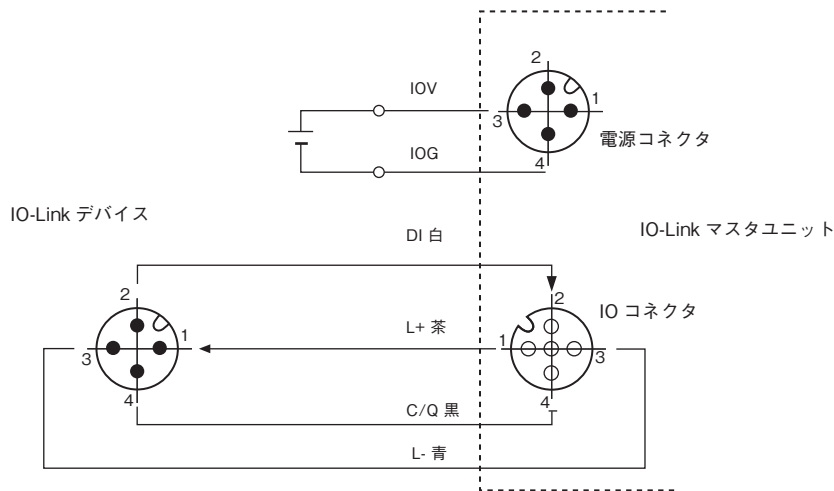 2
IOV
1
3
電源コネクタ
IOG
4
IO-Link デバイス
IO-Link マスタユニット
DI 白
2
2
IO コネクタ
L+ 茶
1
1
3
3
4
4
C/Q 黒
L- 青